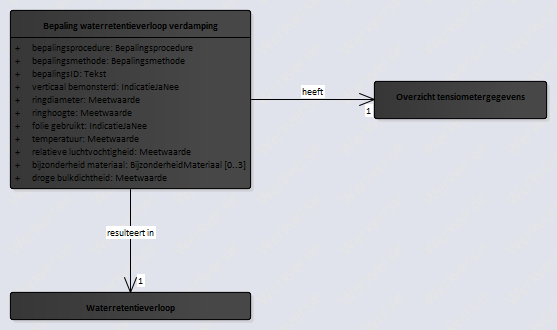 Bepaling waterretentieverloop verdamping
+ bepalingsprocedure: Bepalingsprocedure
+ bepalingsmethode: Bepalingsmethode
+ bepalingsID: Tekst
+ verticaal bemonsterd: IndicatieJaNee
+ ringdiameter: Meetwaarde
+ ringhoogte: Meetwaarde
+ folie gebruikt: IndicatieJaNee
+ temperatuur: Meetwaarde
+ relatieve luchtvochtigheid: Meetwaarde
+ bijzonderheid materiaal: BijzonderheidMateriaal [0..3]
+ droge bulkdichtheid: Meetwaarde
heeft
1
Overzicht tensiometergegevens
resulteert in
1
Waterretentieverloop